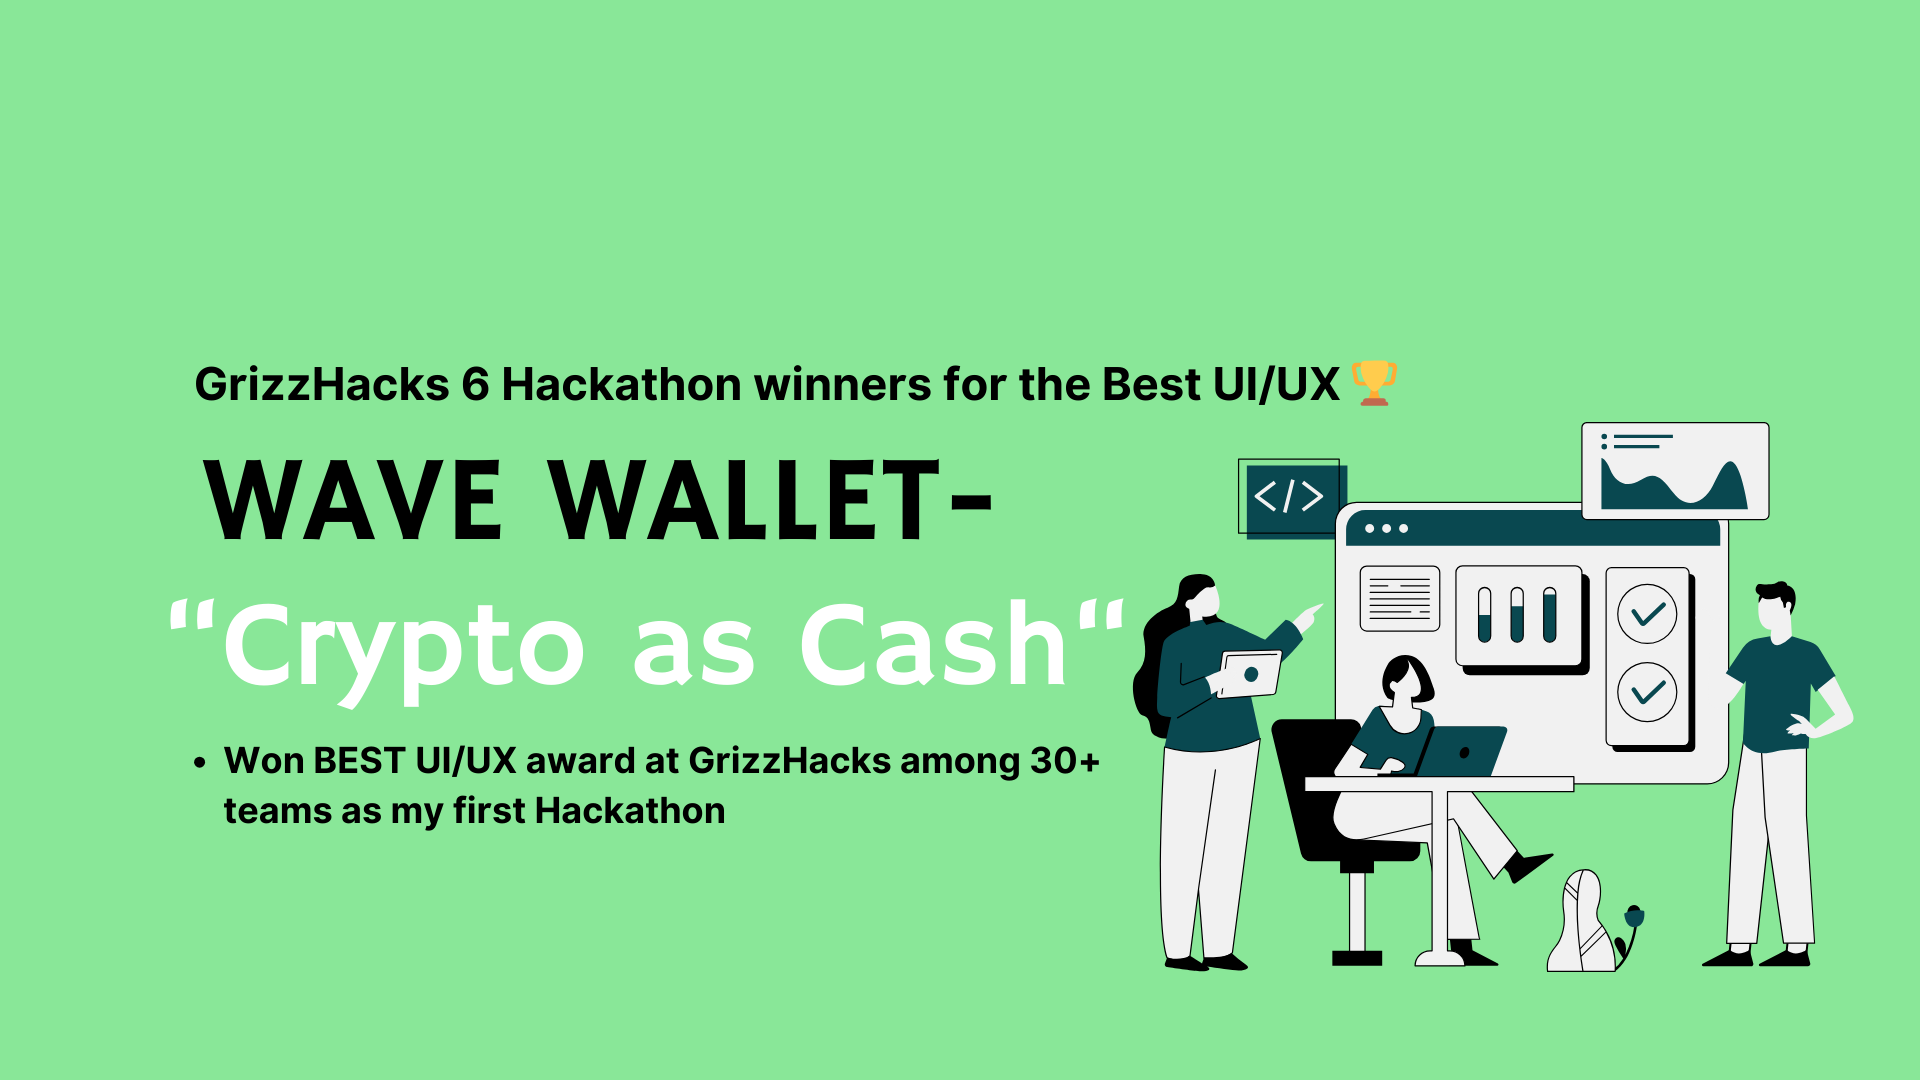 GrizzHacks 6 Hackathon winners for the Best UI/UX 🏆
WAVE WALLET-
“Crypto as Cash“
</>
• Won BEST UI/UX award at GrizzHacks among 30+
teams as my first Hackathon